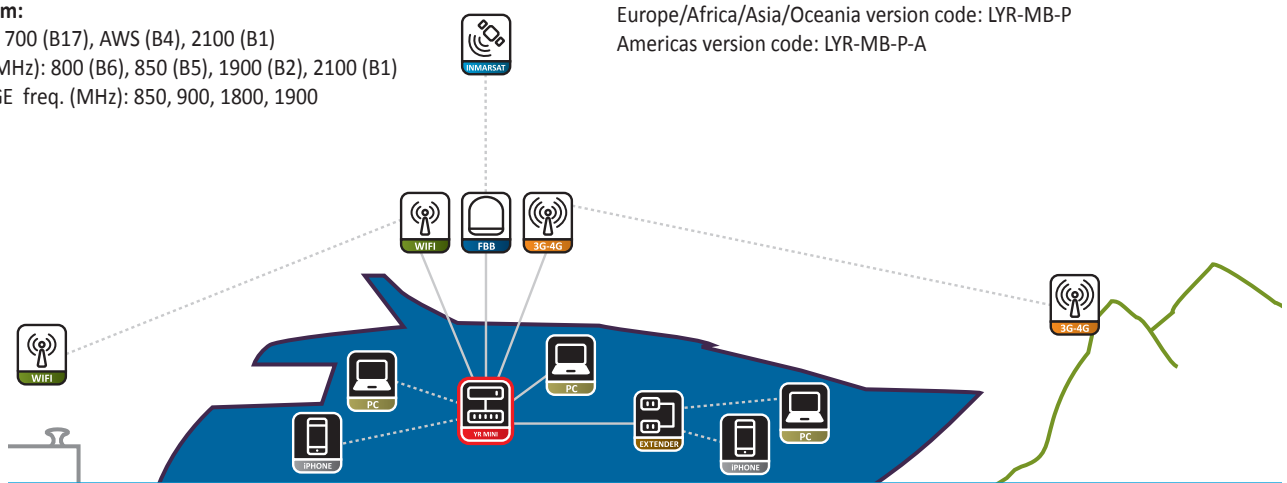 m:
700 (B17), AWS (B4), 2100 (B1)
MHz): 800 (B6), 850 (B5), 1900 (B2), 2100 (B1)
GE freq. (MHz): 850, 900, 1800, 1900
Europe/Africa/Asia/Oceania version code: LYR-MB-P
Americas version code: LYR-MB-P-A
INMARSAT
WIFI
FBB
3G-4G
3G-4G
WIFI
PC
PC
YR MINI
PC
EXTENDER
iPHONE
iPHONE